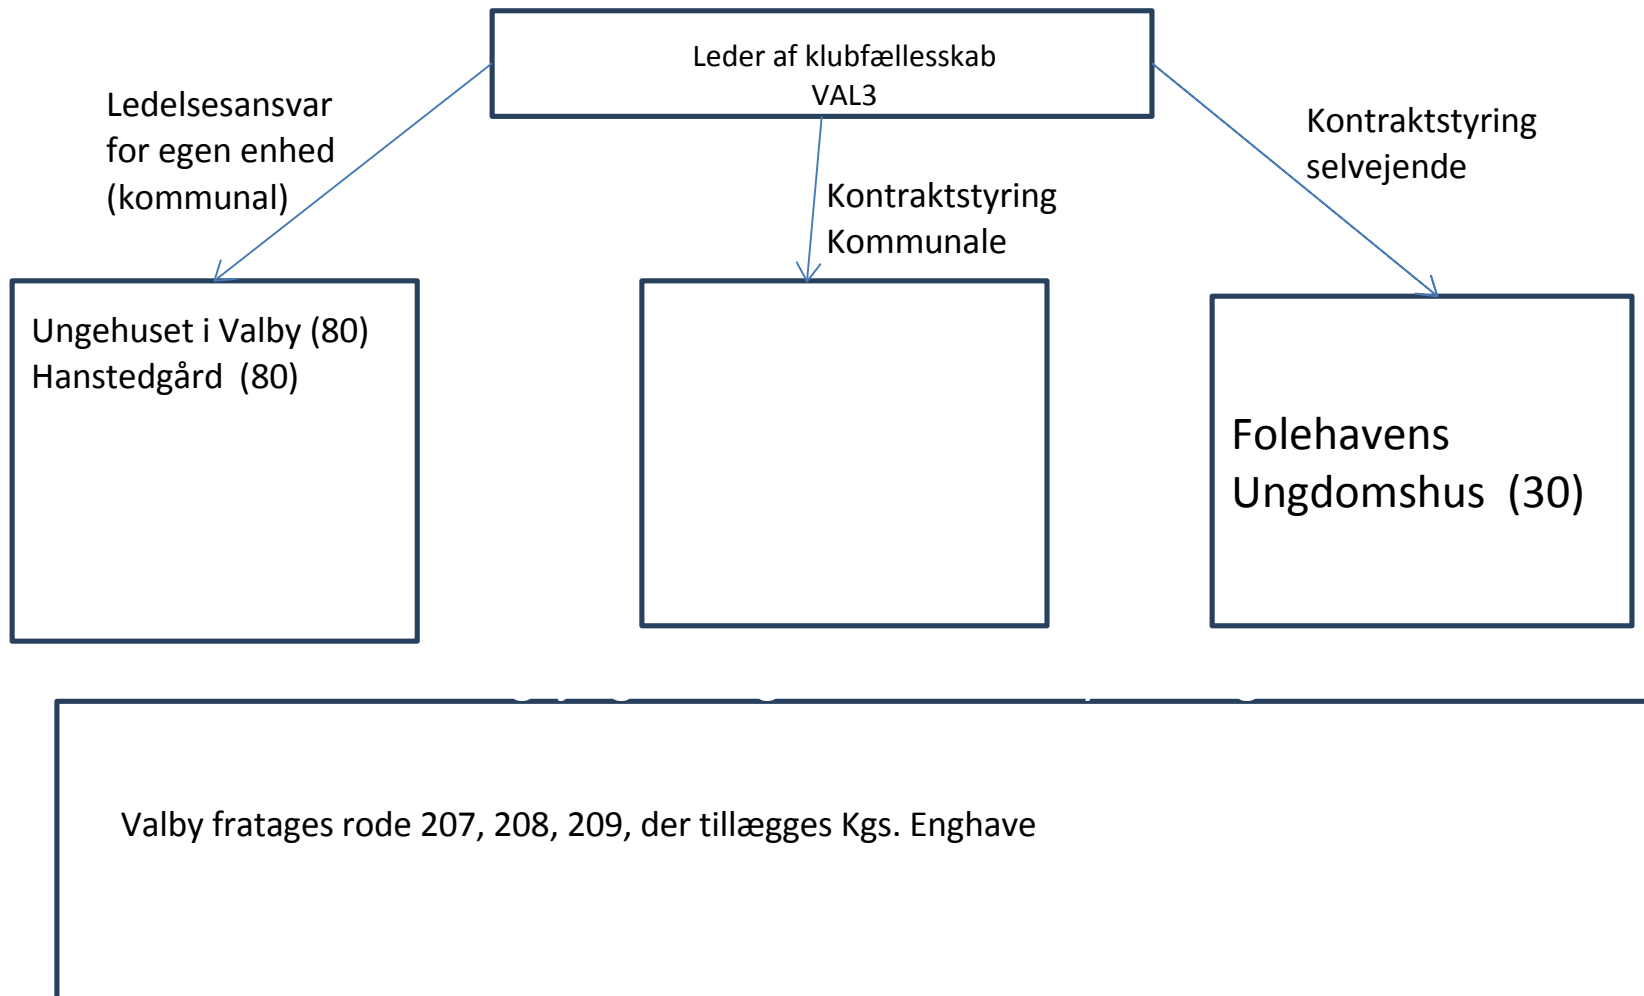 Leder af klubfællesskab
VAL3
Ledelsesansvar
for egen enhed
(kommunal)
Kontraktstyring
Kommunale
Kontraktstyring
selvejende
Ungehuset i Valby (80)
Hanstedgård  (80)
Folehavens
Ungdomshus  (30)
Valby fratages rode 207, 208, 209, der tillægges Kgs. Enghave